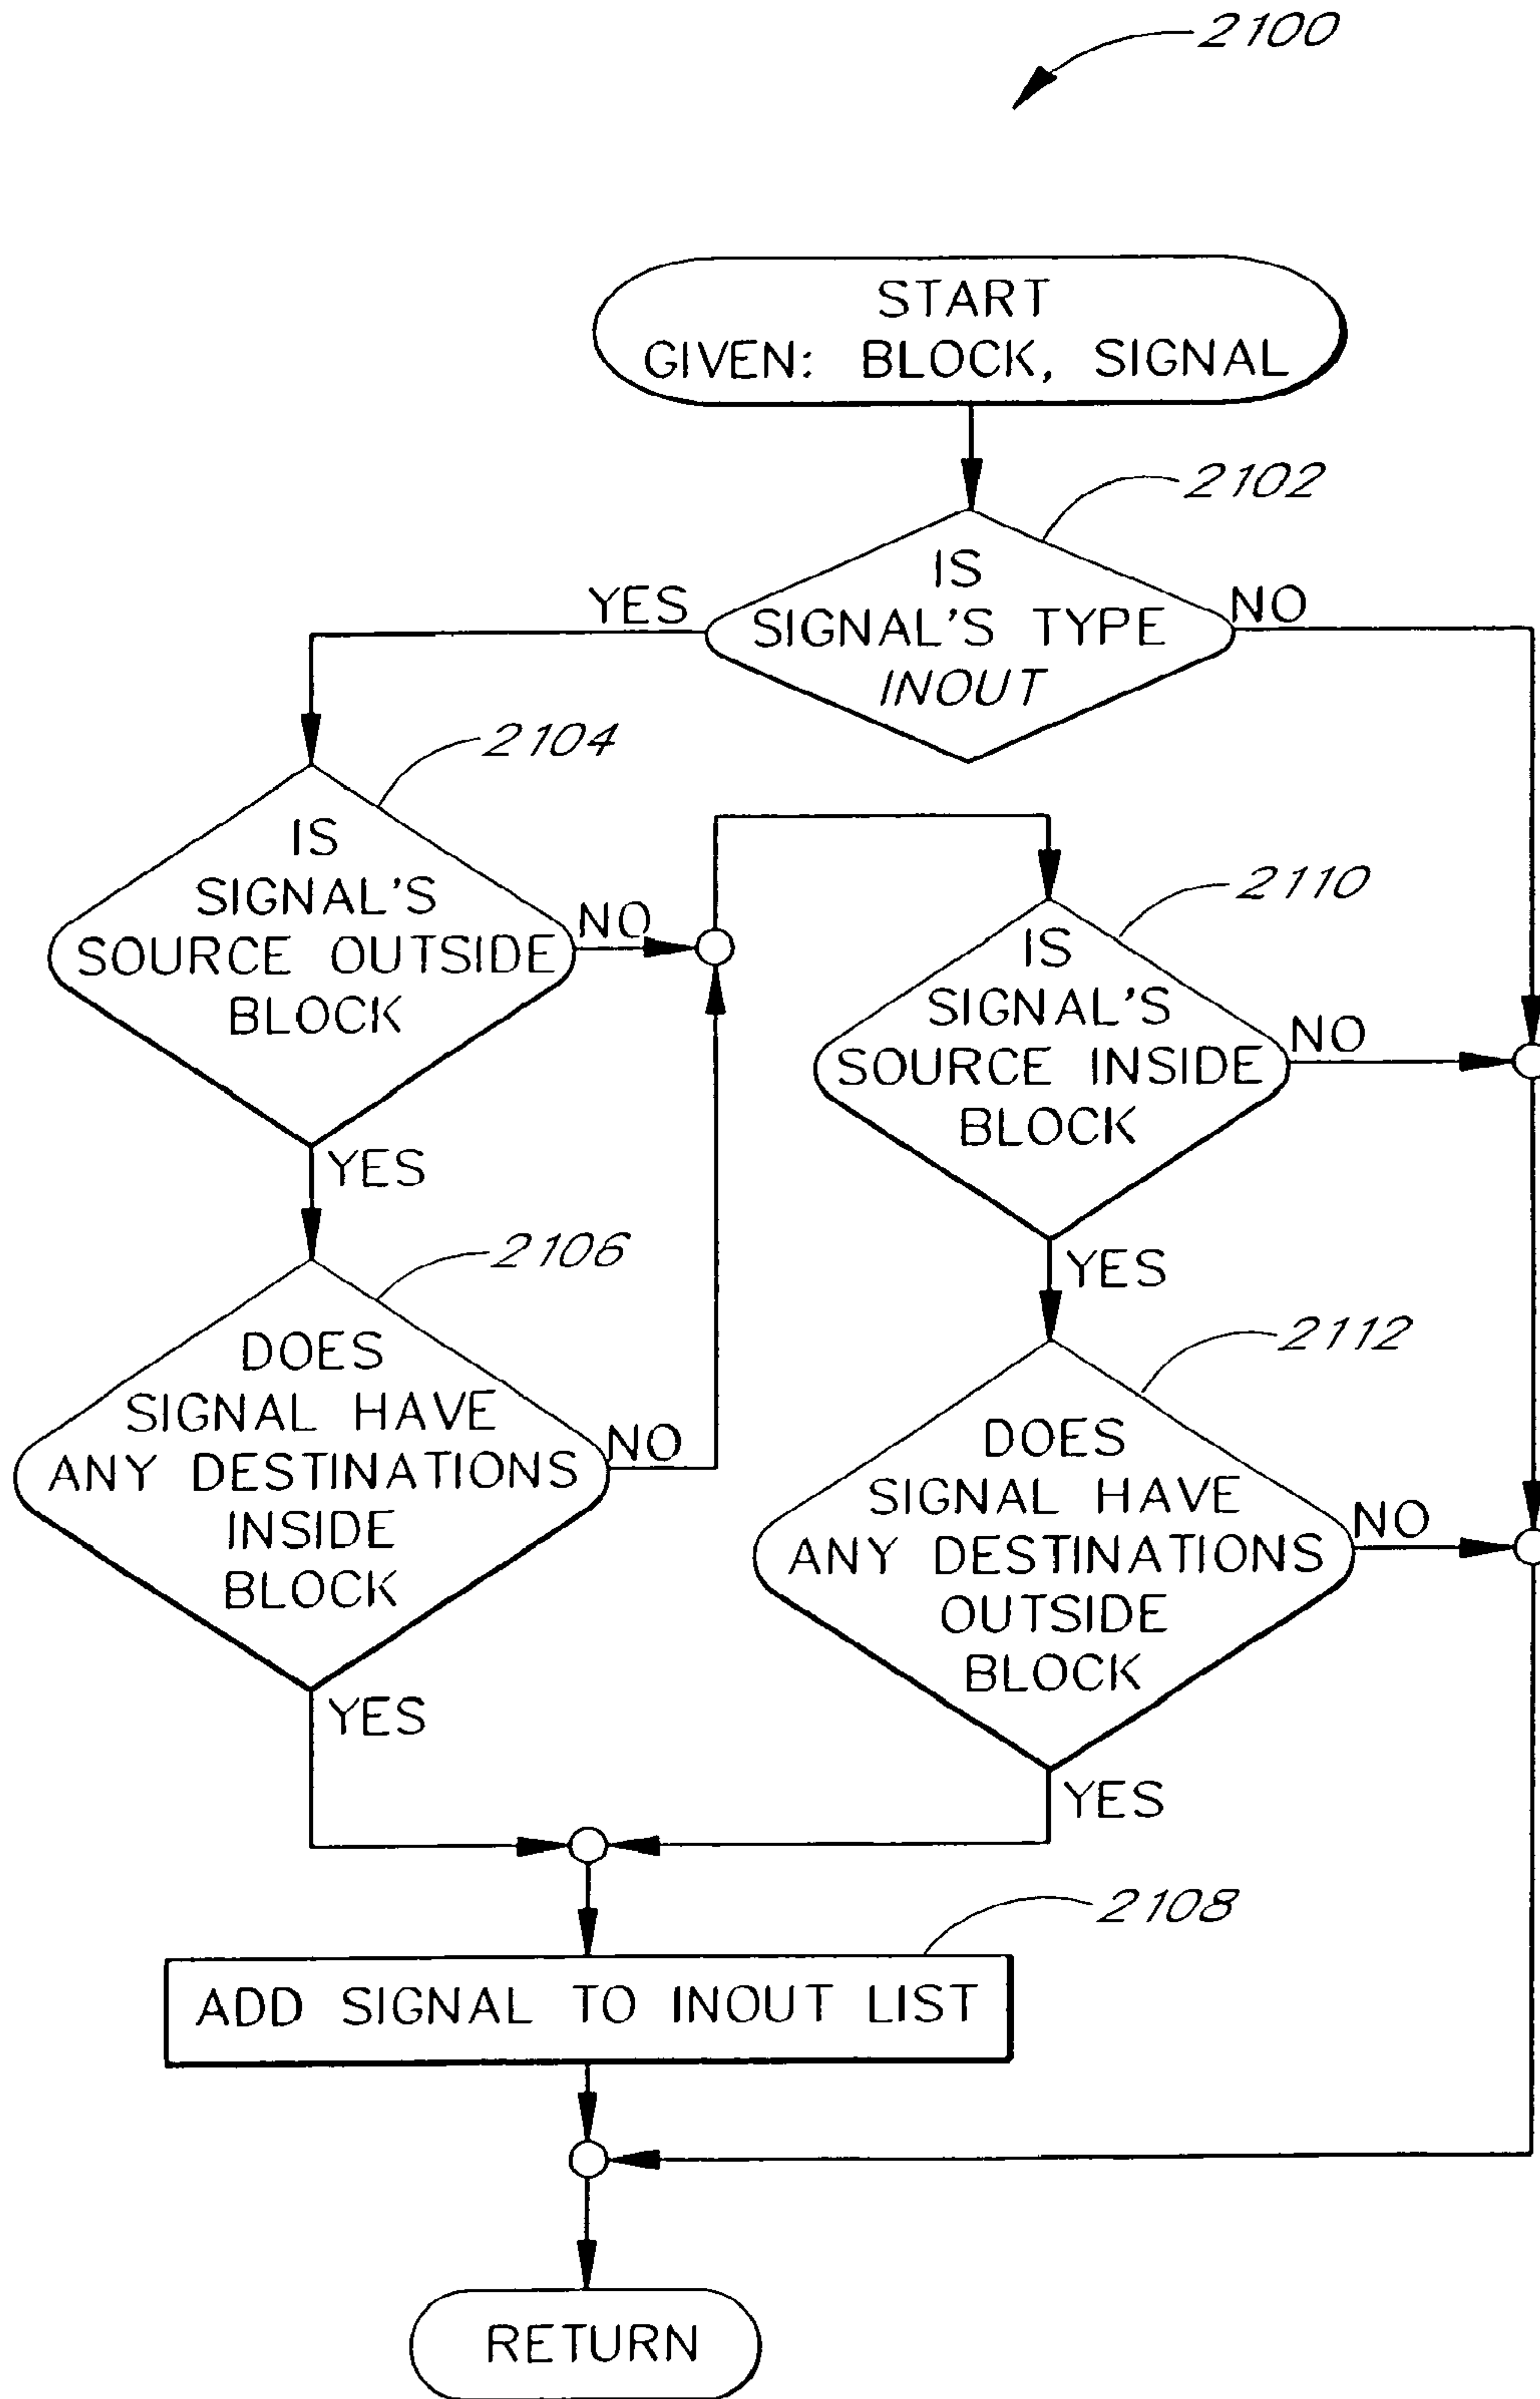 2100
START
GIVEN: BLOCK, SIGNAL
2102
IS
SIGNAL'S TYPE
INOUT
YES
NO
2104
IS
SIGNAL'S
SOURCE OUTSIDE
BLOCK
NO
YES
2110
IS
SIGNAL'S
SOURCE INSIDE
BLOCK
NO
YES
2106
DOES
SIGNAL HAVE
ANY DESTINATIONS
INSIDE
BLOCK
NO
YES
2112
DOES
SIGNAL HAVE
ANY DESTINATIONS
OUTSIDE
BLOCK
NO
YES
2108
ADD SIGNAL TO INOUT LIST
RETURN